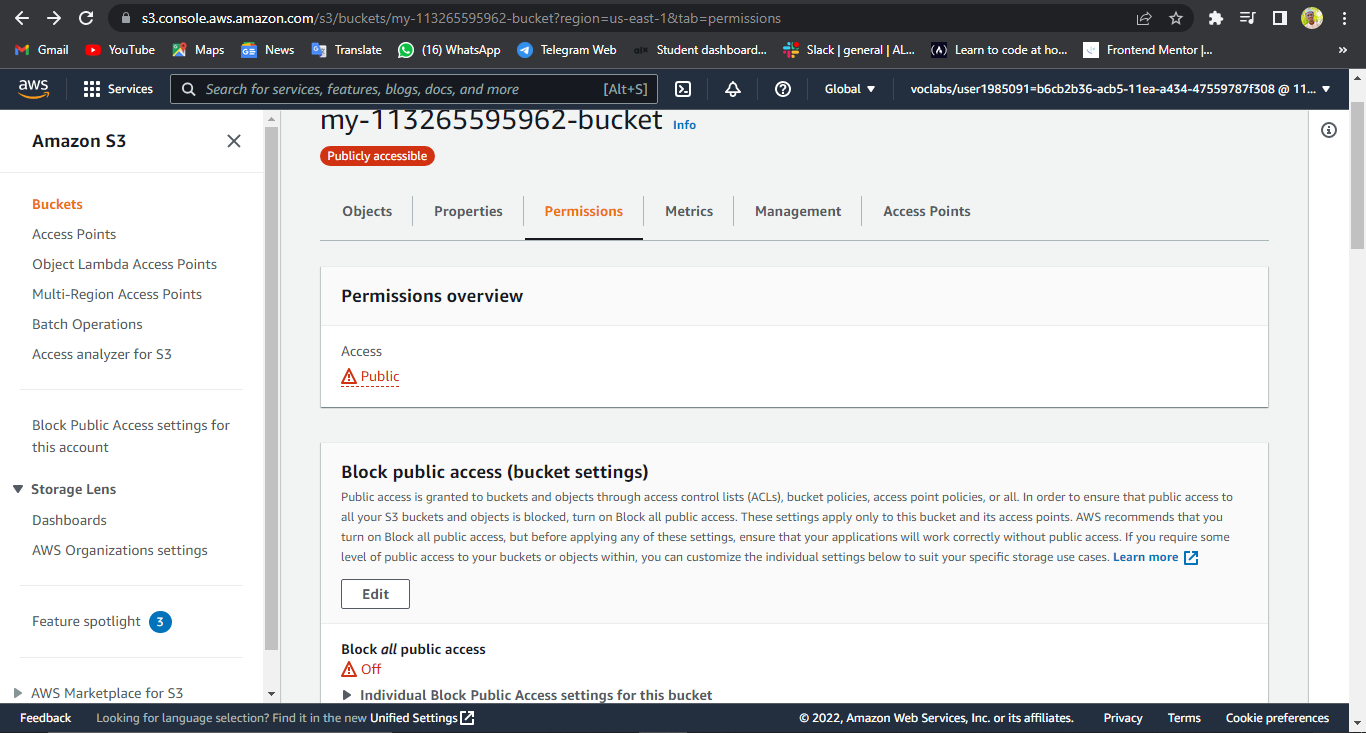 s3.console.aws.amazon.com/s3/buckets/my-113265595962-bucket?region=us-east-1&tab=permissions
Gmail YouTube Maps News Translate (16) WhatsApp Telegram Web alx Student dashboard... Slack | general | AL... (A) Learn to code at ho... Frontend Mentor |... »
aws Services Search for services, features, blogs, docs, and more [Alt+S] Global voclabs/user1985091=b6cb2b36-acb5-11ea-a434-47559787f308 @ 11...
Amazon S3
Buckets
Access Points
Object Lambda Access Points
Multi-Region Access Points
Batch Operations
Access analyzer for S3
Block Public Access settings for
this account
Storage Lens
Dashboards
AWS Organizations settings
Feature spotlight 3
AWS Marketplace for S3
my-113265595962-bucket Info
Publicly accessible
Objects Properties Permissions Metrics Management Access Points
Permissions overview
Access
Public
Block public access (bucket settings)
Public access is granted to buckets and objects through access control lists (ACLs), bucket policies, access point policies, or all. In order to ensure that public access to
all your S3 buckets and objects is blocked, turn on Block all public access. These settings apply only to this bucket and its access points. AWS recommends that you
turn on Block all public access, but before applying any of these settings, ensure that your applications will work correctly without public access. If you require some
level of public access to your buckets or objects within, you can customize the individual settings below to suit your specific storage use cases. Learn more
Edit
Block all public access
Off
Individual Block Public Access settings for this bucket
Feedback Looking for language selection? Find it in the new Unified Settings © 2022, Amazon Web Services, Inc. or its affiliates. Privacy Terms Cookie preferences